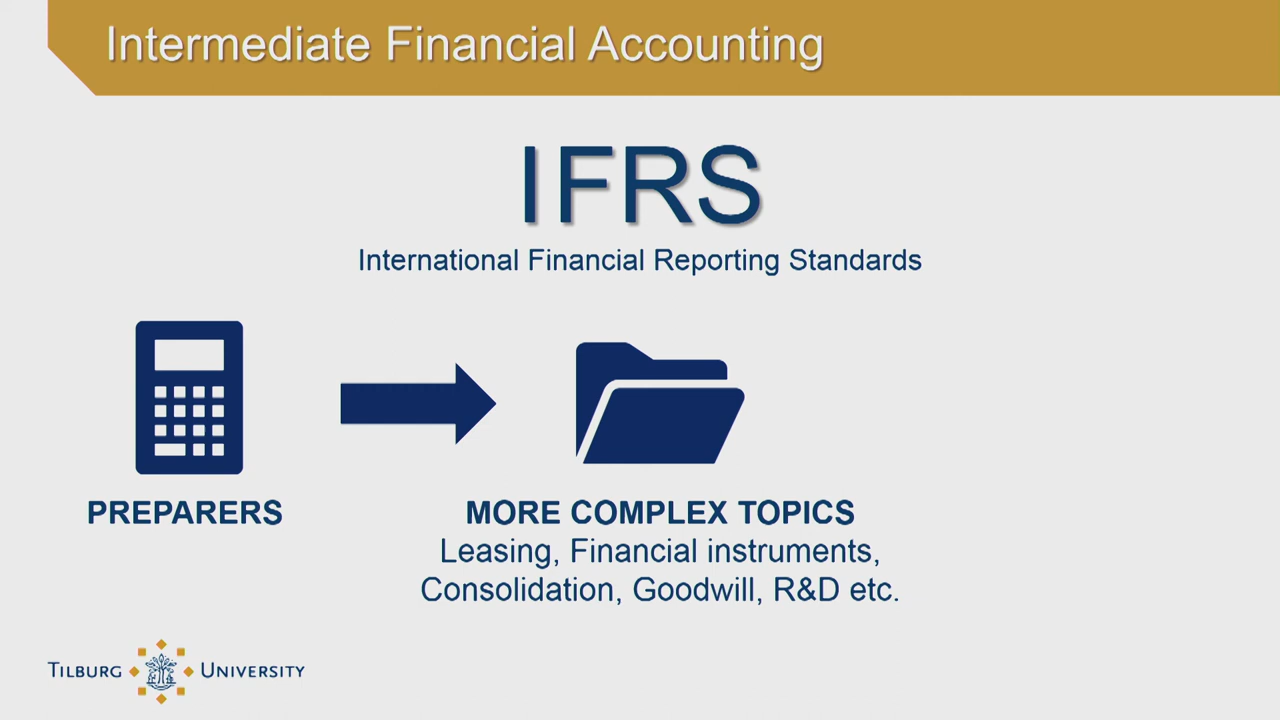 Intermediate Financial Accounting
IFRS
International Financial Reporting Standards
PREPARERS
MORE COMPLEX TOPICS
Leasing, Financial instruments,
Consolidation, Goodwill, R&D etc.
TILBURG UNIVERSITY